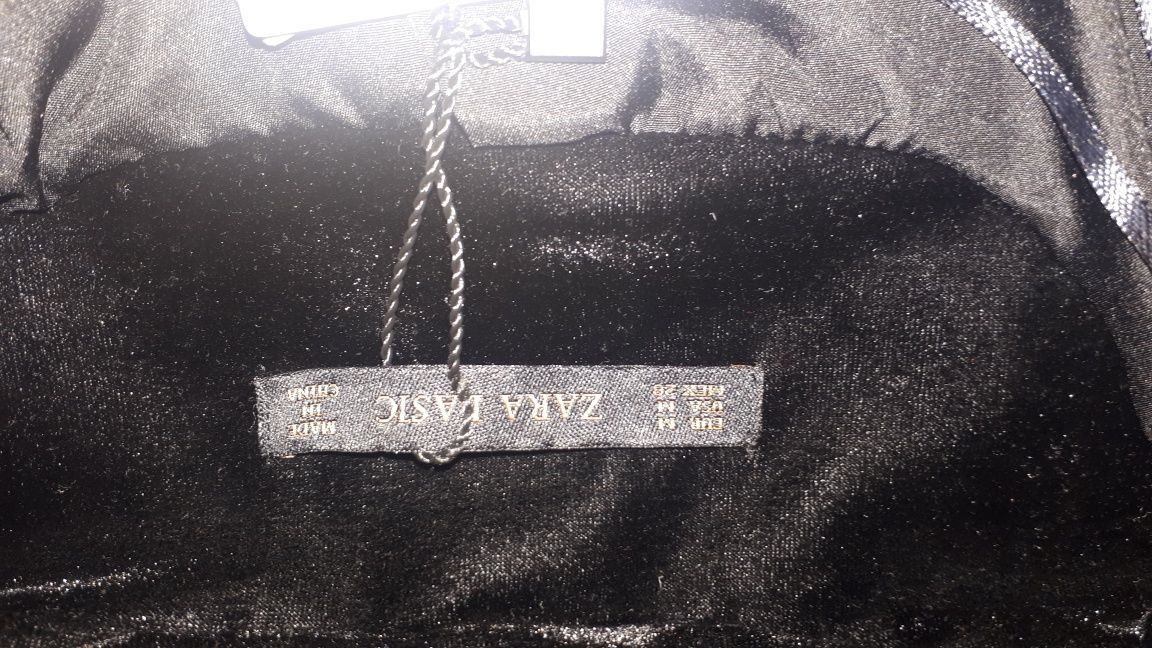 EUR M
USA M
MEX 28
ZARA BASIC
MADE
IN
CHINA